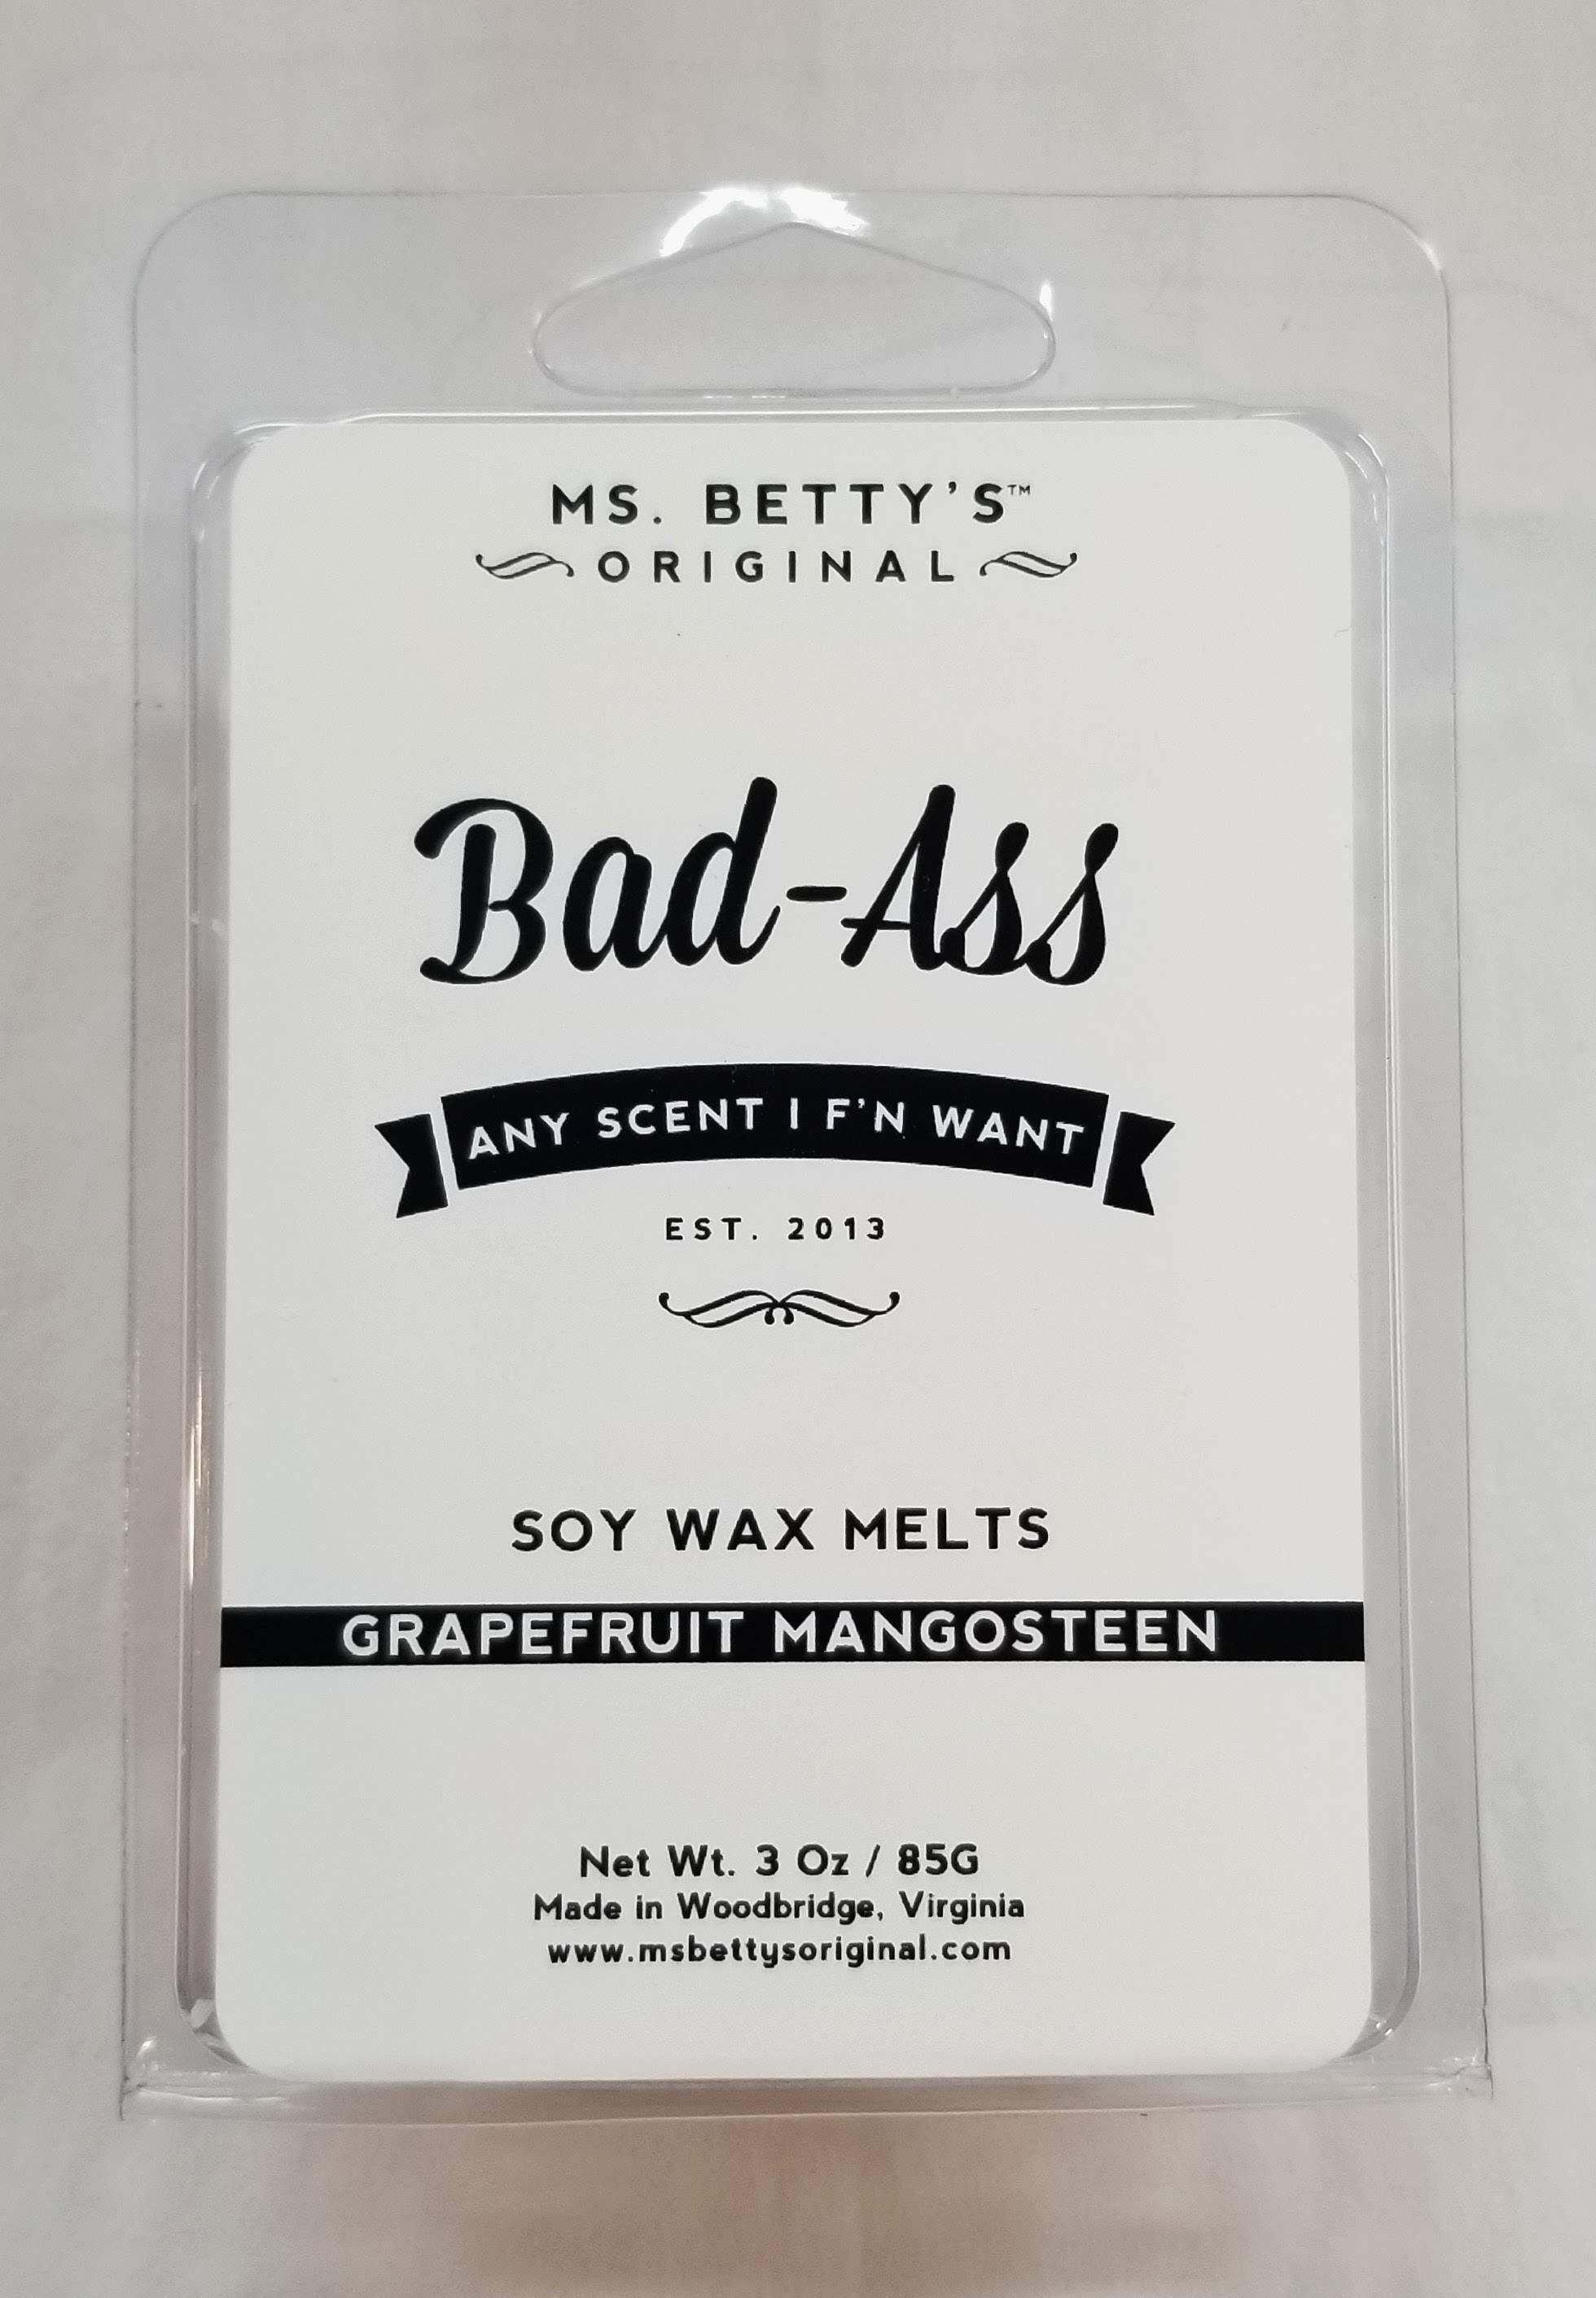 MS. BETTY'S™
ORIGINAL
Bad-Ass
ANY SCENT I F'N WANT
EST. 2013
SOY WAX MELTS
GRAPEFRUIT MANGOSTEEN
Net Wt. 3 Oz / 85G
Made in Woodbridge, Virginia
www.msbettysoriginal.com